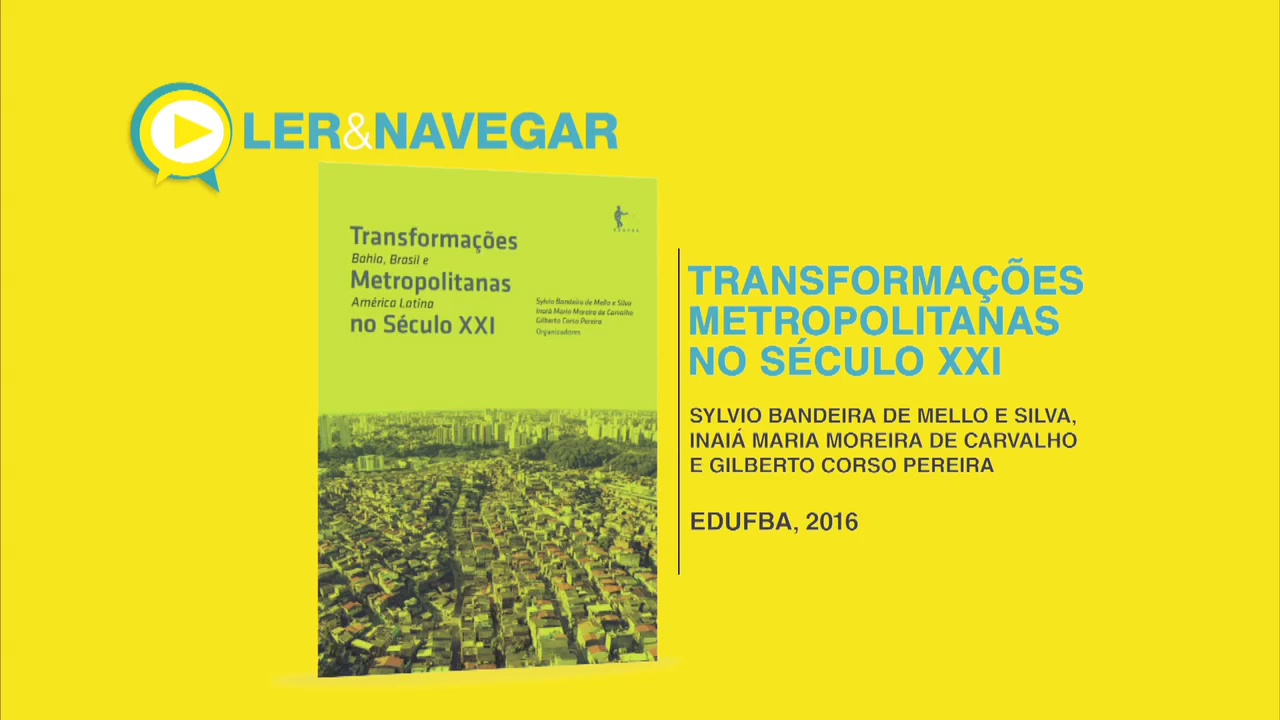 LER&NAVEGAR
Transformações
Bahia, Brasil e
Metropolitanas
América Latina
no Século XXI
EDUFBA
Sylvio Bandeira de Mello e Silva
Inaiá Maria Moreira de Carvalho
Gilberto Corso Pereira
Organizadores
TRANSFORMAÇÕES
METROPOLITANAS
NO SÉCULO XXI
SYLVIO BANDEIRA DE MELLO E SILVA,
INAIÁ MARIA MOREIRA DE CARVALHO
E GILBERTO CORSO PEREIRA
EDUFBA, 2016